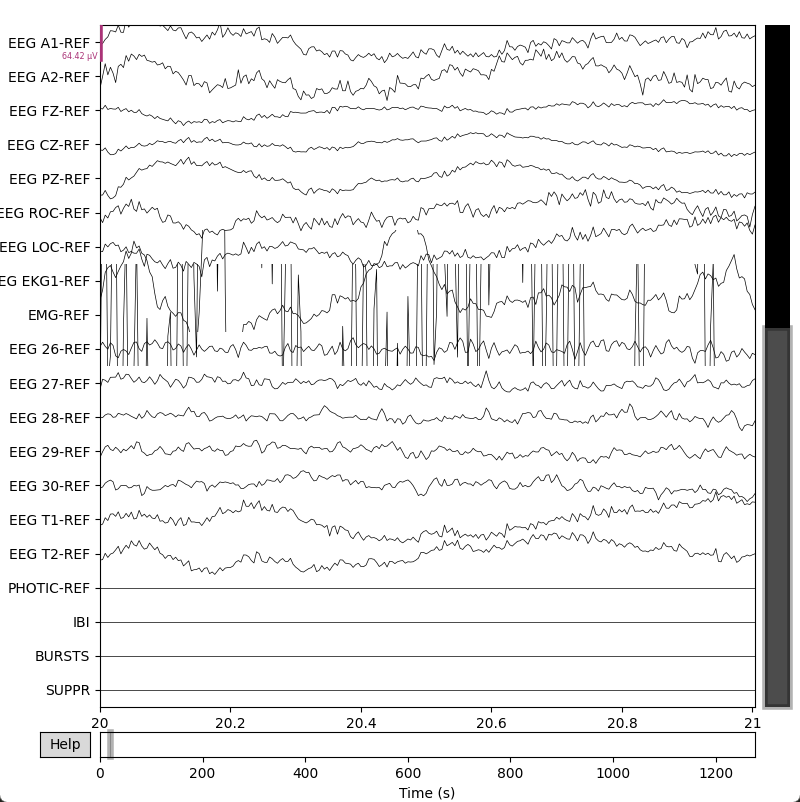 EEG A1-REF
64.42 µV
EEG A2-REF
EEG FZ-REF
EEG CZ-REF
EEG PZ-REF
EEG ROC-REF
EEG LOC-REF
EG EKG1-REF
EMG-REF
EEG 26-REF
EEG 27-REF
EEG 28-REF
EEG 29-REF
EEG 30-REF
EEG T1-REF
EEG T2-REF
PHOTIC-REF
IBI
BURSTS
SUPPR
20 20.2 20.4 20.6 20.8 21
Help
0 200 400 600 800 1000 1200
Time (s)